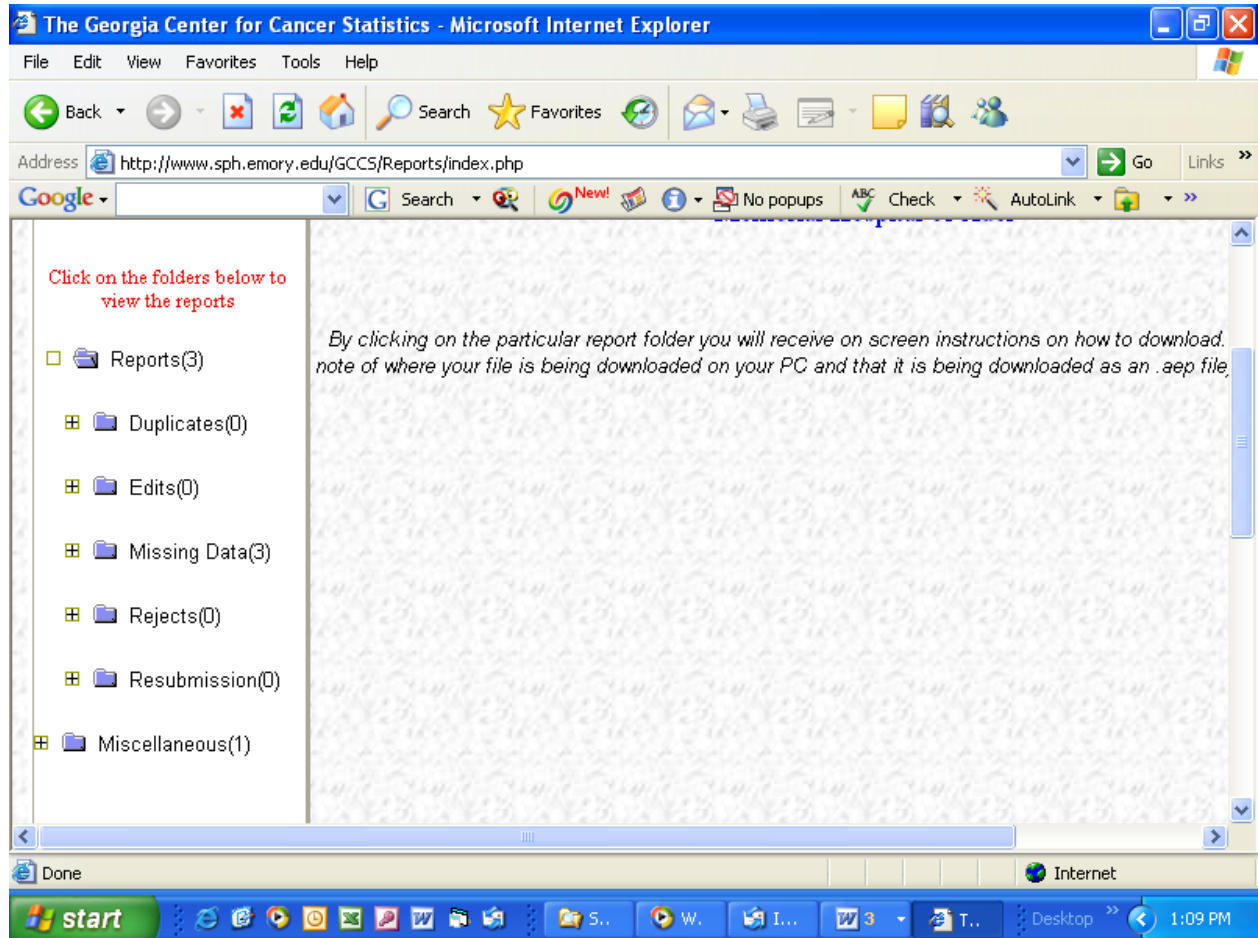 The Georgia Center for Cancer Statistics - Microsoft Internet Explorer
File Edit View Favorites Tools Help
Back Search Favorites
Address http://www.sph.emory.edu/GCCS/Reports/index.php Go Links »
Google Search New! No popups ABC Check AutoLink »
Click on the folders below to
view the reports
By clicking on the particular report folder you will receive on screen instructions on how to download.
note of where your file is being downloaded on your PC and that it is being downloaded as an .aep file,
Reports(3)
Duplicates(0)
Edits(0)
Missing Data(3)
Rejects(0)
Resubmission(0)
Miscellaneous(1)
Done Internet
start S.. W. I... 3 T.. Desktop » 1:09 PM